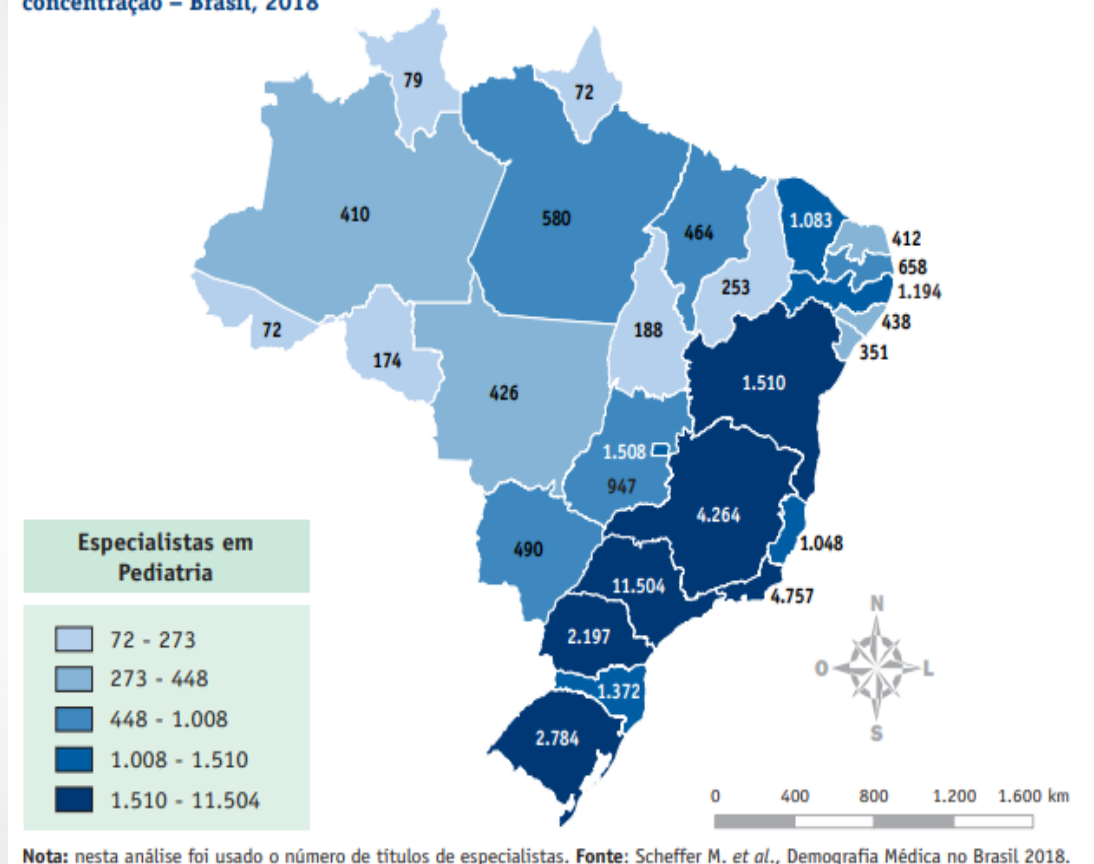 concentração – Brasil, 2018
79
72
410
580
464
1.083
412
658
1.194
438
351
253
72
174
188
426
1.510
1.508
947
4.264
1.048
490
11.504
4.757
2.197
1.372
2.784
Especialistas em
Pediatria
72 - 273
273 - 448
448 - 1.008
1.008 - 1.510
1.510 - 11.504
N
O
L
S
0 400 800 1.200 1.600 km
Nota: nesta análise foi usado o número de títulos de especialistas. Fonte: Scheffer M. et al., Demografia Médica no Brasil 2018.